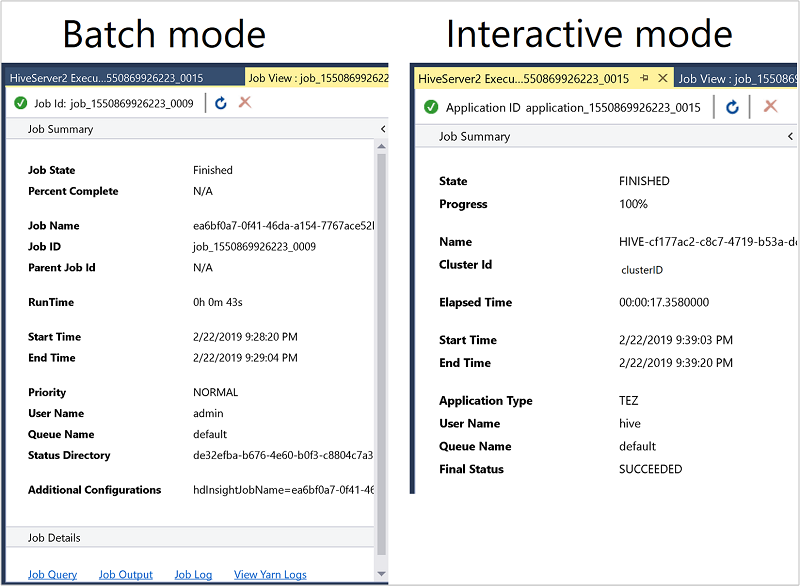 Batch mode
HiveServer2 Execu...550869926223_0015
Job View : job_155086992622
Job Id: job_1550869926223_0009
Job Summary
Job State Finished
Percent Complete N/A
Job Name ea6bf0a7-0f41-46da-a154-7767ace52
Job ID job_1550869926223_0009
Parent Job Id N/A
RunTime 0h 0m 43s
Start Time 2/22/2019 9:28:20 PM
End Time 2/22/2019 9:29:04 PM
Priority NORMAL
User Name admin
Queue Name default
Status Directory de32efba-b676-4e60-b0f3-c8804c7a3
Additional Configurations hdInsightJobName=ea6bf0a7-0f41-46
Job Details
Job Query Job Output Job Log View Yarn Logs
Interactive mode
HiveServer2 Execu...550869926223_0015
Job View : job_155086
Application ID application_1550869926223_0015
Job Summary
State FINISHED
Progress 100%
Name HIVE-cf177ac2-c8c7-4719-b53a-d
Cluster Id clusterID
Elapsed Time 00:00:17.3580000
Start Time 2/22/2019 9:39:03 PM
End Time 2/22/2019 9:39:20 PM
Application Type TEZ
User Name hive
Queue Name default
Final Status SUCCEEDED